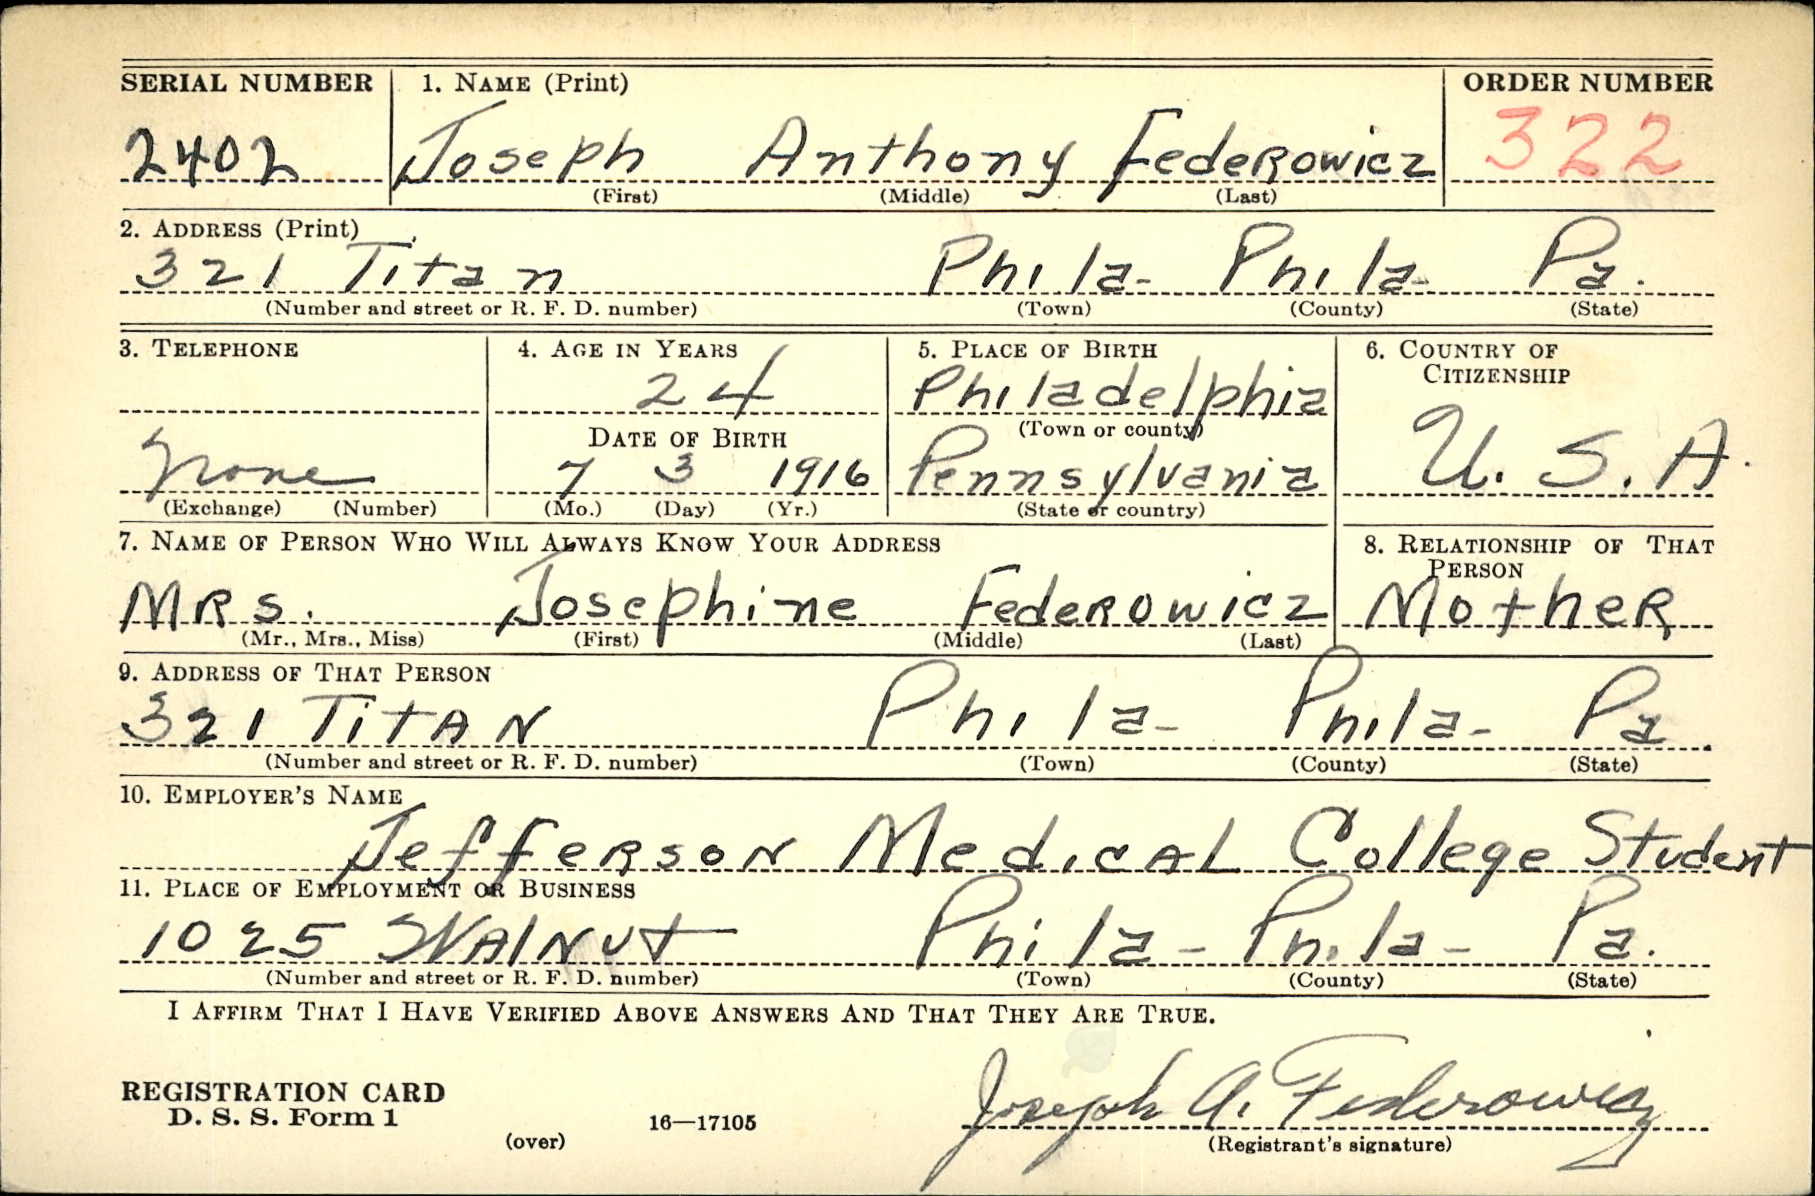 SERIAL NUMBER 1. NAME (Print) ORDER NUMBER
2402 Joseph Anthony Federowicz 322
(First) (Middle) (Last)
2. ADDRESS (Print)
321 Titan Phila- Phila- Pa.
(Number and street or R. F. D. number) (Town) (County) (State)
3. TELEPHONE 4. AGE IN YEARS 5. PLACE OF BIRTH 6. COUNTRY OF
CITIZENSHIP
24 Philadelphia
DATE OF BIRTH (Town or county)
None 7 3 1916 Pennsylvania U. S. A.
(Exchange) (Number) (Mo.) (Day) (Yr.) (State or country)
7. NAME OF PERSON WHO WILL ALWAYS KNOW YOUR ADDRESS 8. RELATIONSHIP OF THAT
PERSON
MRS. Josephine Federowicz Mother
(Mr., Mrs., Miss) (First) (Middle) (Last)
9. ADDRESS OF THAT PERSON
321 TITAN Phila- Phila- Pa.
(Number and street or R. F. D. number) (Town) (County) (State)
10. EMPLOYER'S NAME
Jefferson Medical College Student
11. PLACE OF EMPLOYMENT OR BUSINESS
1025 Walnut Phila- Phila- Pa.
(Number and street or R. F. D. number) (Town) (County) (State)
I AFFIRM THAT I HAVE VERIFIED ABOVE ANSWERS AND THAT THEY ARE TRUE.
Joseph A. Federowicz
REGISTRATION CARD
D. S. S. Form 1 16—17105
(over) (Registrant's signature)